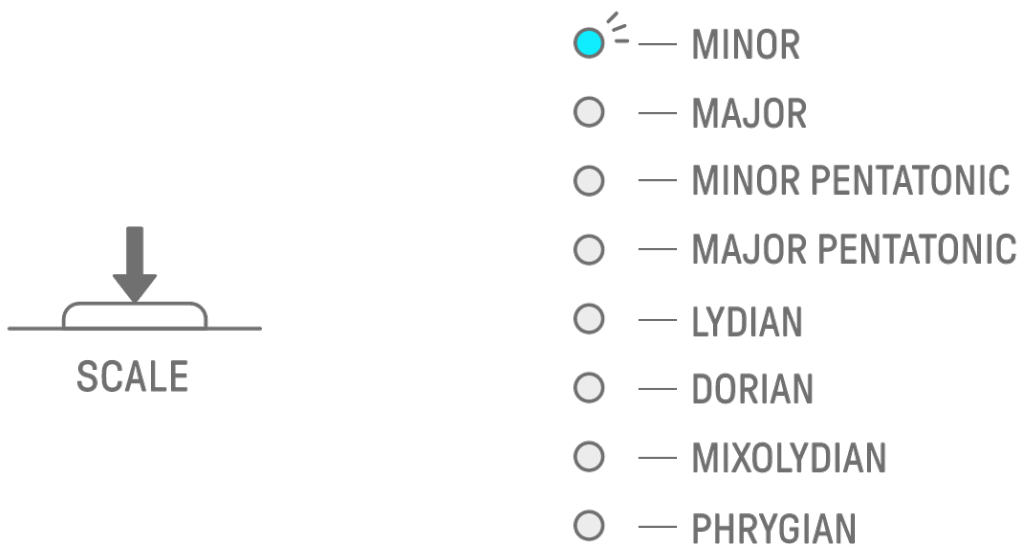 MINOR
MAJOR
MINOR PENTATONIC
MAJOR PENTATONIC
LYDIAN
SCALE
DORIAN
MIXOLYDIAN
PHRYGIAN